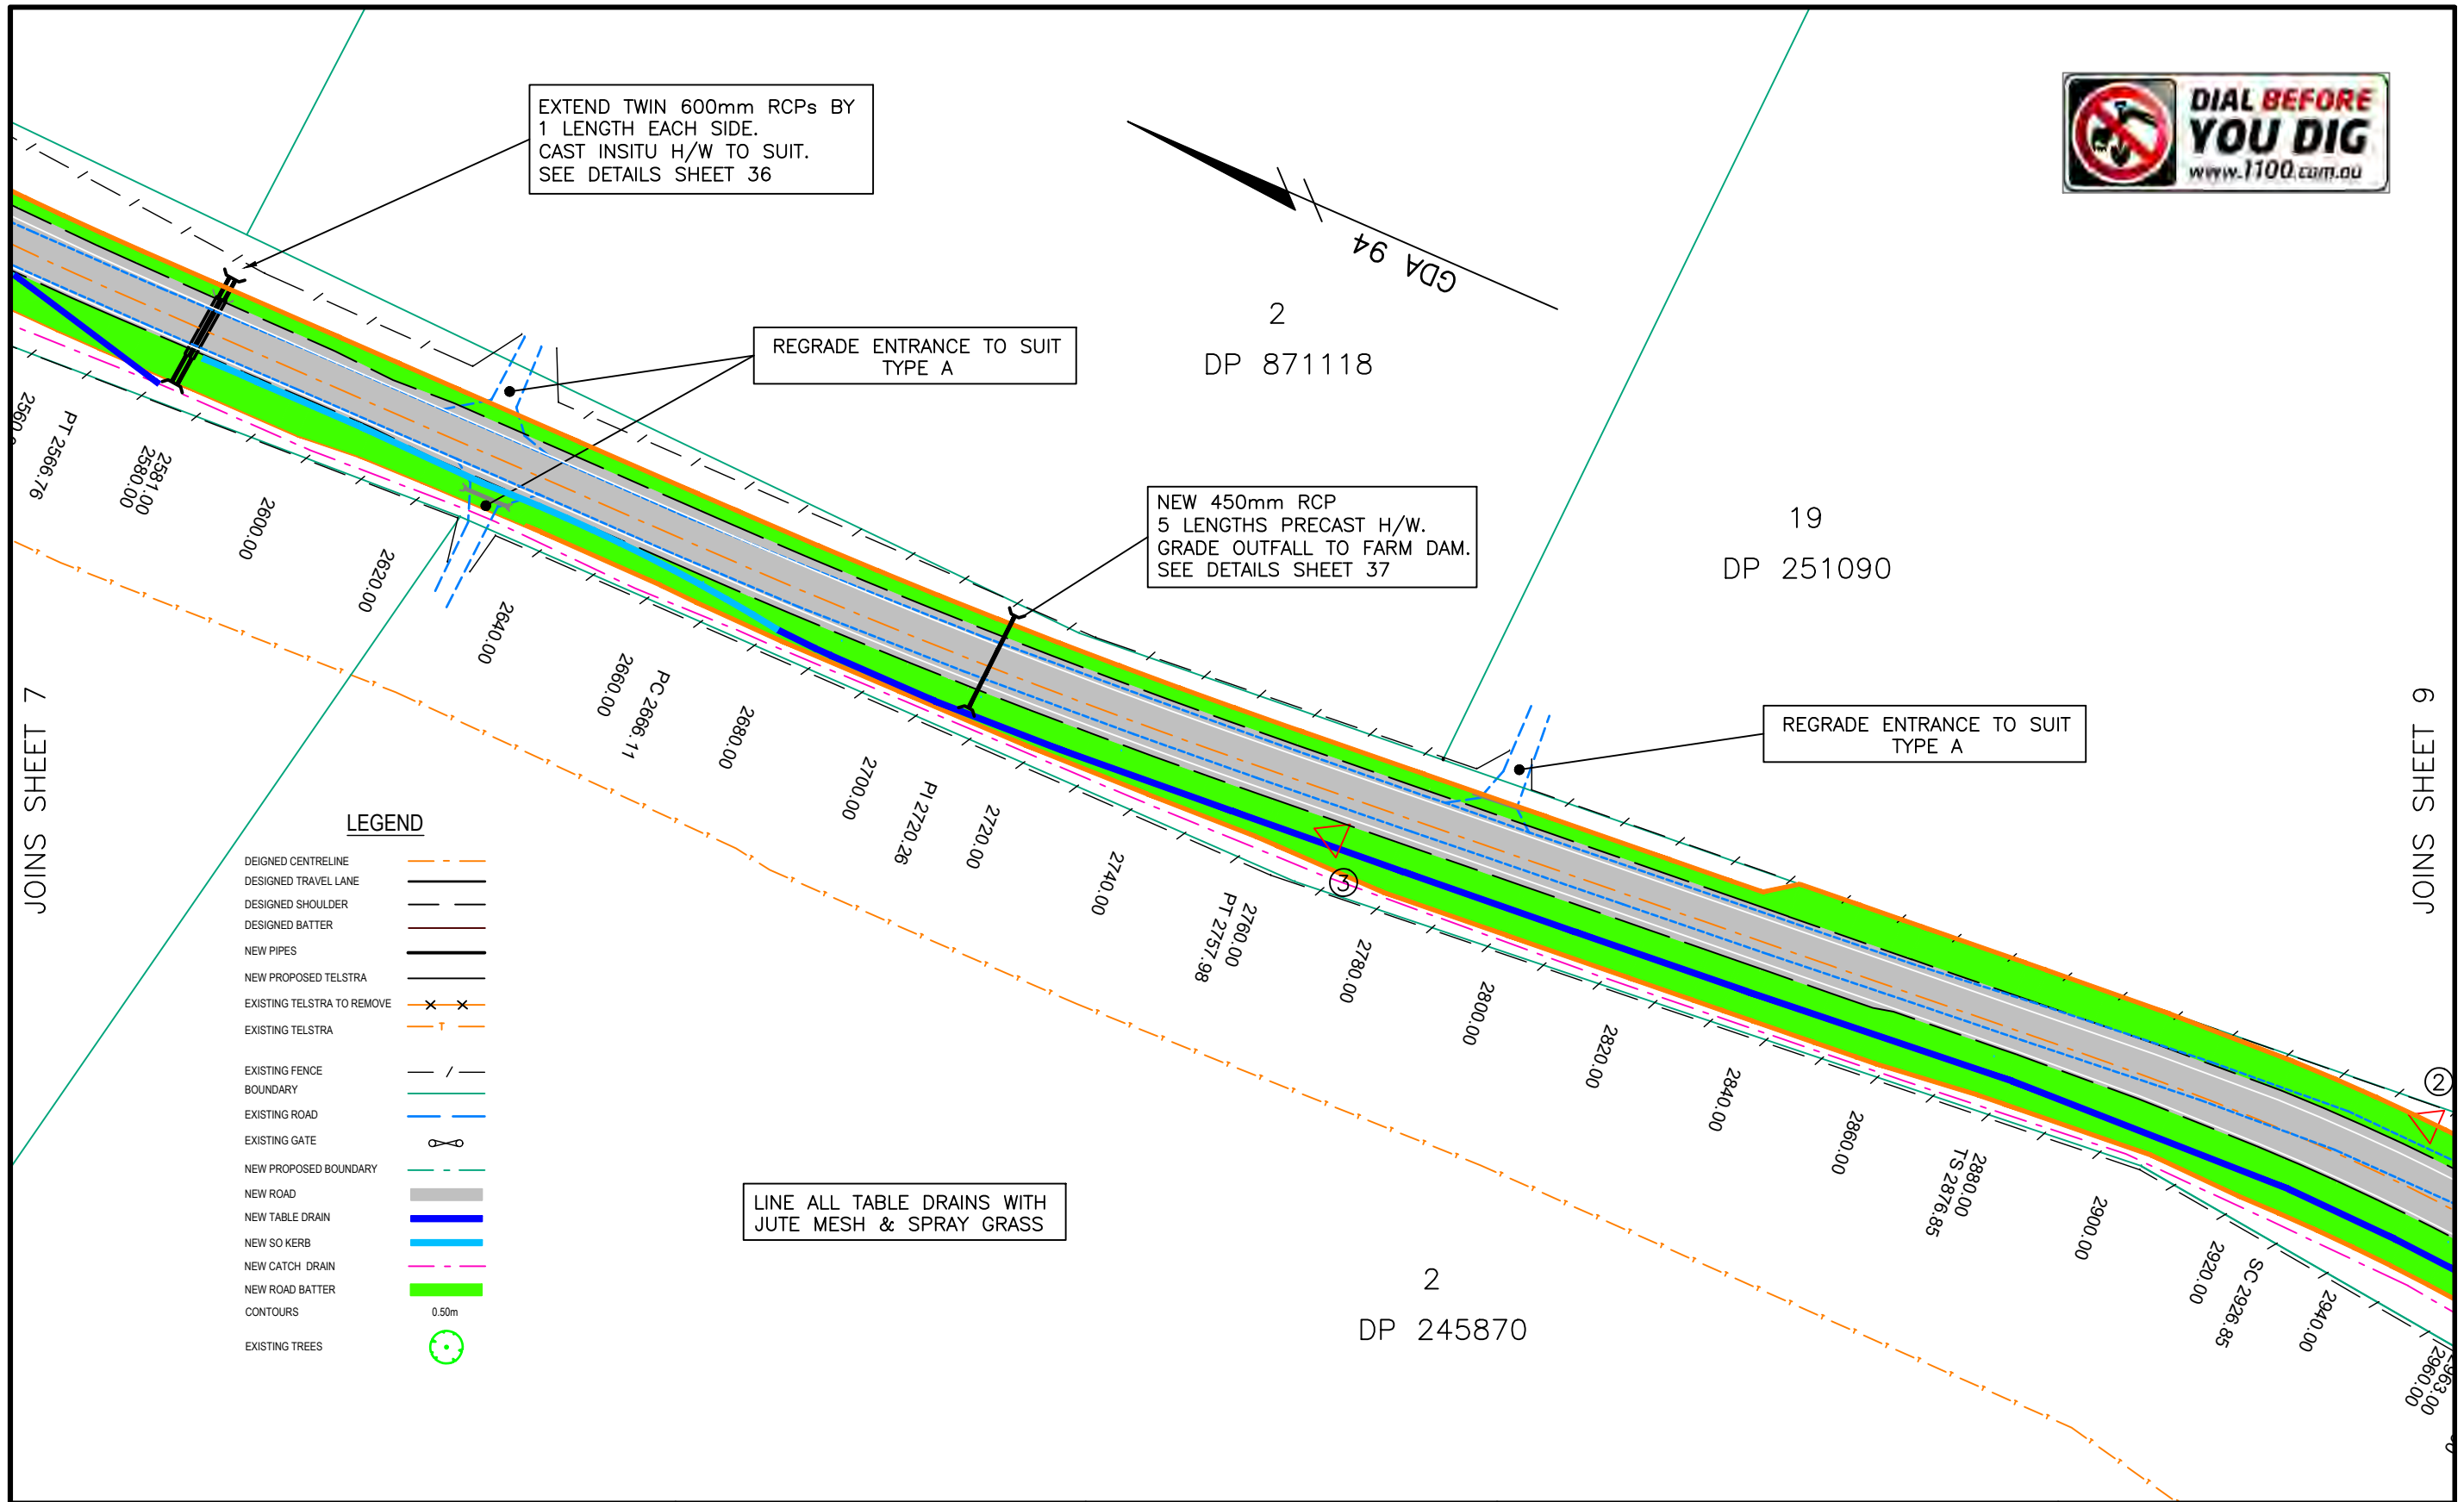 EXTEND TWIN 600mm RCPs BY
1 LENGTH EACH SIDE.
CAST INSITU H/W TO SUIT.
SEE DETAILS SHEET 36
DIAL BEFORE
YOU DIG
www.1100.com.au
GDA 94
2
DP 871118
REGRADE ENTRANCE TO SUIT
TYPE A
NEW 450mm RCP
5 LENGTHS PRECAST H/W.
GRADE OUTFALL TO FARM DAM.
SEE DETAILS SHEET 37
19
DP 251090
REGRADE ENTRANCE TO SUIT
TYPE A
JOINS SHEET 7
JOINS SHEET 9
PT 2566.76
2580.00
2581.00
2600.00
2620.00
2640.00
2660.00
PC 2666.11
2680.00
2700.00
PI 2720.26
2720.00
2740.00
PT 2757.98
2760.00
2780.00
2800.00
2820.00
2840.00
2860.00
TS 2876.85
2880.00
2900.00
2920.00
SC 2926.85
2940.00
2960.00
2963.00
3
2
LEGEND
DEIGNED CENTRELINE
DESIGNED TRAVEL LANE
DESIGNED SHOULDER
DESIGNED BATTER
NEW PIPES
NEW PROPOSED TELSTRA
EXISTING TELSTRA TO REMOVE
EXISTING TELSTRA
T
EXISTING FENCE
BOUNDARY
EXISTING ROAD
EXISTING GATE
NEW PROPOSED BOUNDARY
NEW ROAD
NEW TABLE DRAIN
NEW SO KERB
NEW CATCH DRAIN
NEW ROAD BATTER
CONTOURS 0.50m
EXISTING TREES
LINE ALL TABLE DRAINS WITH
JUTE MESH & SPRAY GRASS
2
DP 245870